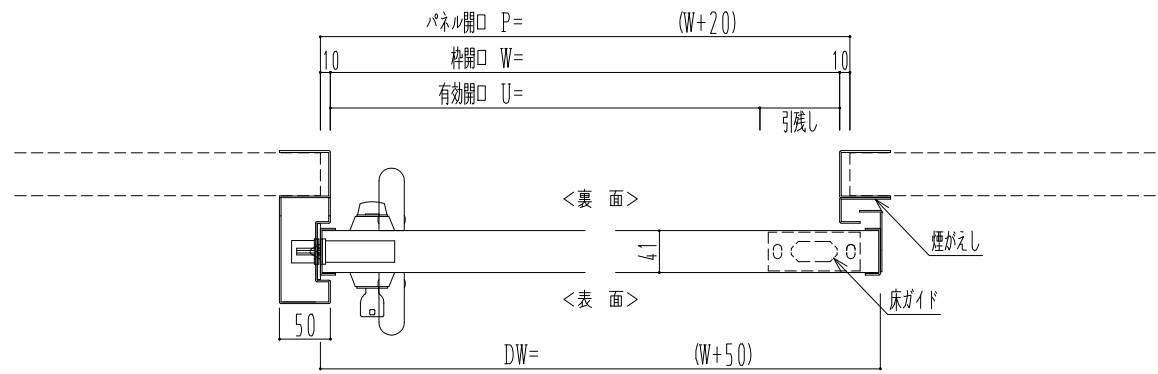 パネル開口 P= (W+20)
10 枠開口 W= 10
有効開口 U=
引残し
＜裏 面＞
煙がえし
41
＜表 面＞
床ガイド
50
DW= (W+50)